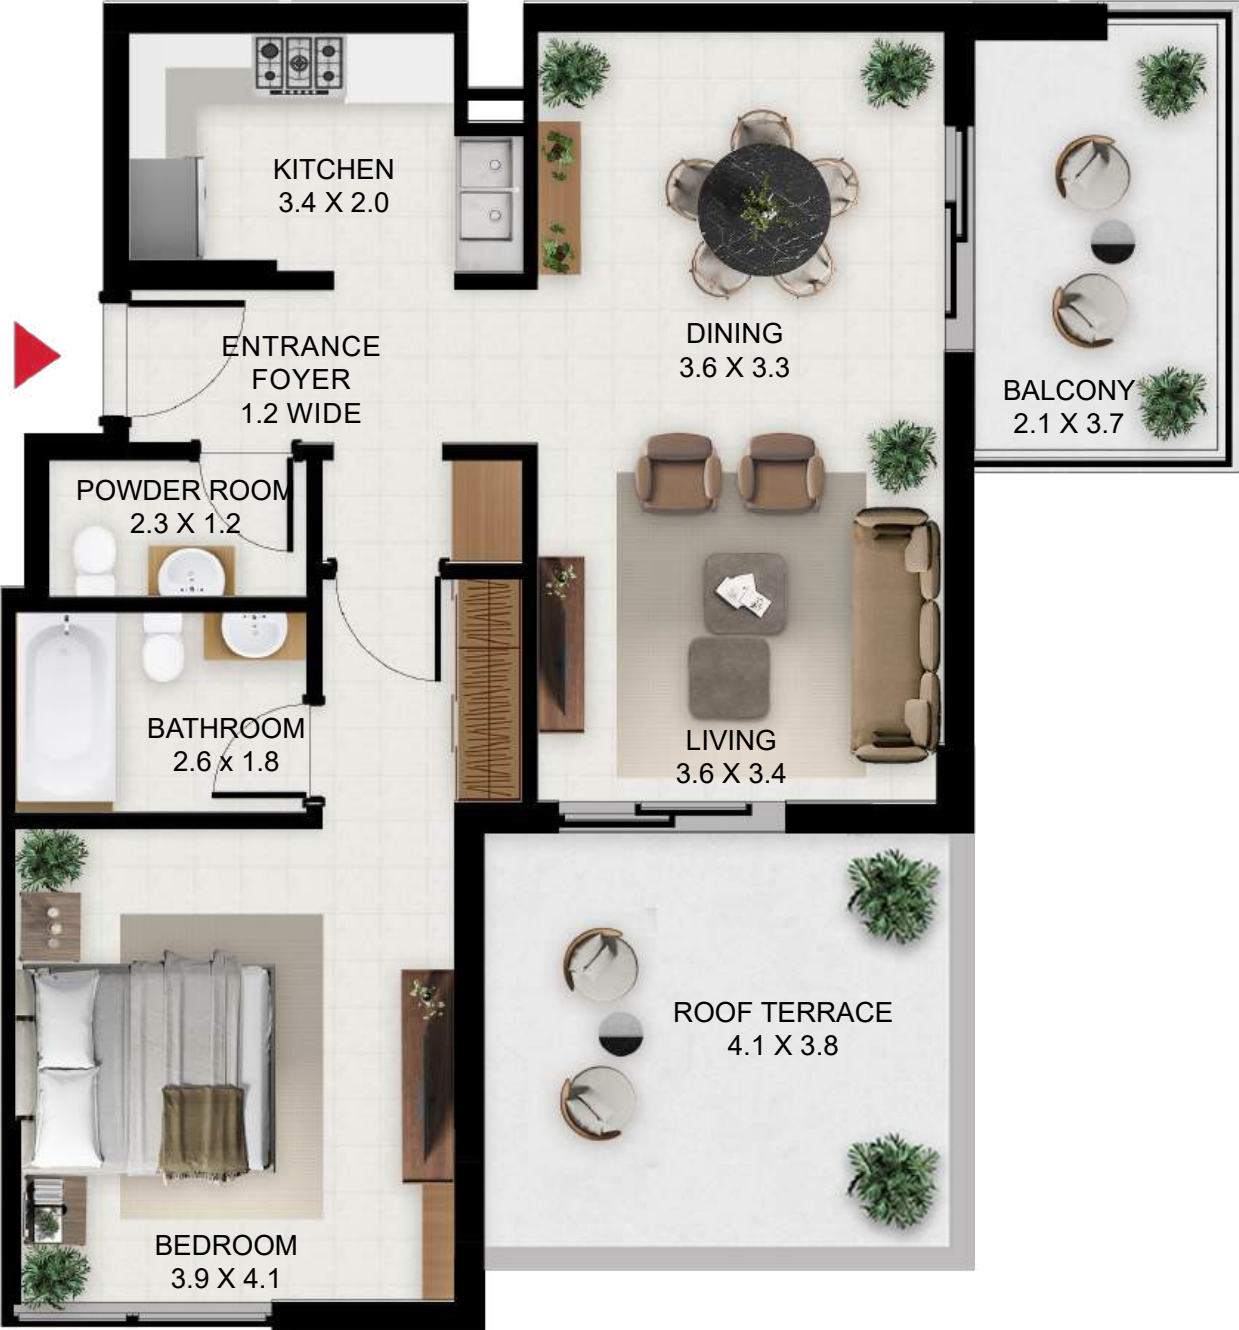 KITCHEN
3.4 X 2.0
DINING
3.6 X 3.3
ENTRANCE
FOYER
1.2 WIDE
BALCONY
2.1 X 3.7
POWDER ROOM
2.3 X 1.2
BATHROOM
2.6 x 1.8
LIVING
3.6 X 3.4
ROOF TERRACE
4.1 X 3.8
BEDROOM
3.9 X 4.1